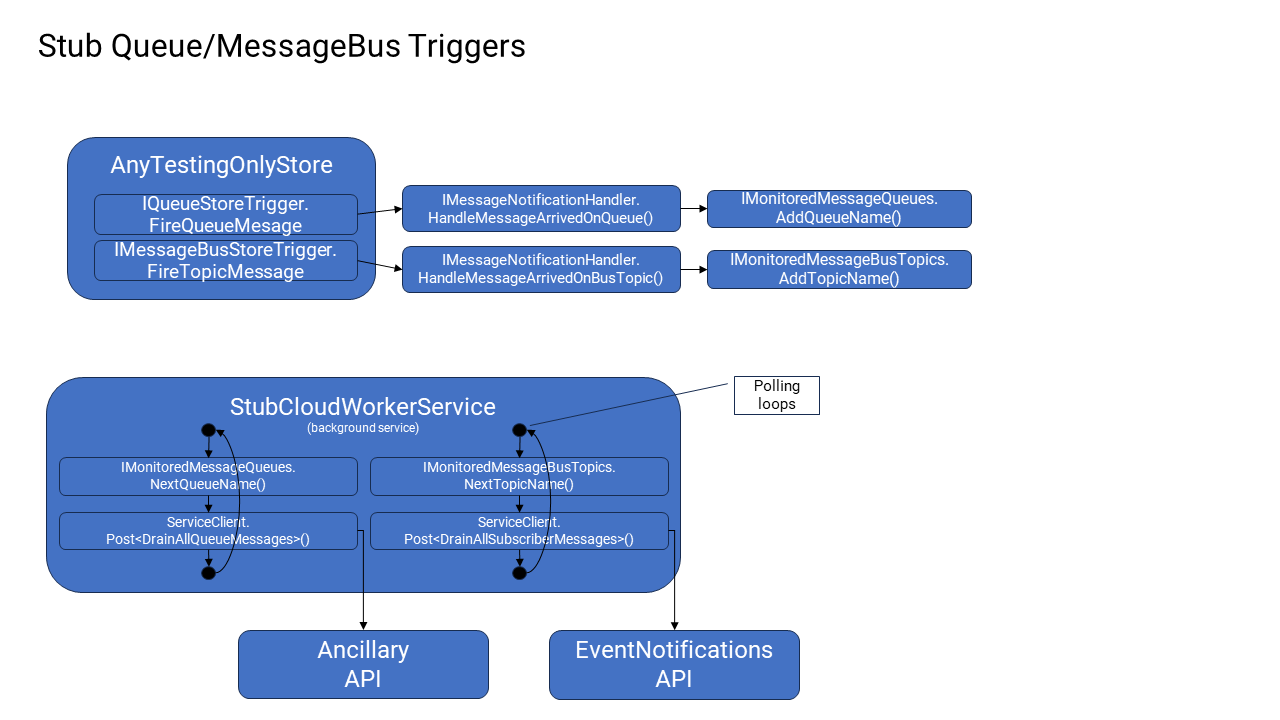 Stub Queue/MessageBus Triggers
AnyTestingOnlyStore
IQueueStoreTrigger.
FireQueueMesage
IMessageBusStoreTrigger.
FireTopicMessage
IMessageNotificationHandler.
HandleMessageArrivedOnQueue()
IMonitoredMessageQueues.
AddQueueName()
IMessageNotificationHandler.
HandleMessageArrivedOnBusTopic()
IMonitoredMessageBusTopics.
AddTopicName()
StubCloudWorkerService
(background service)
Polling
loops
IMonitoredMessageQueues.
NextQueueName()
ServiceClient.
Post<DrainAllQueueMessages>()
IMonitoredMessageBusTopics.
NextTopicName()
ServiceClient.
Post<DrainAllSubscriberMessages>()
Ancillary
API
EventNotifications
API